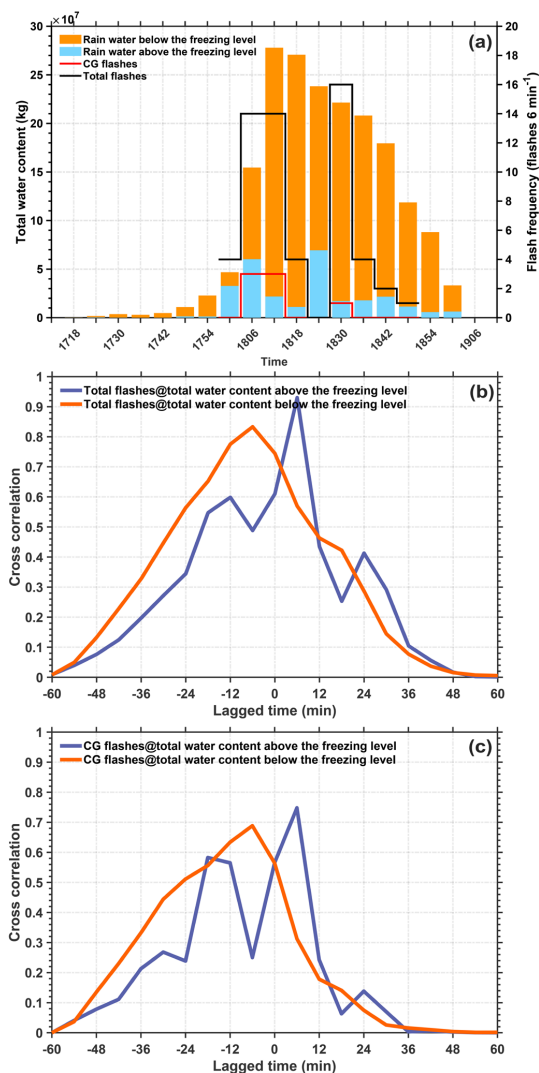 ×10⁷
30
25
20
15
10
5
0
Total water content (kg)
Rain water below the freezing level
Rain water above the freezing level
CG flashes
Total flashes
(a)
20
18
16
14
12
10
8
6
4
2
0
Flash frequency (flashes 6 min⁻¹)
1718 1730 1742 1754 1806 1818 1830 1842 1854 1906
Time
1
0.9
0.8
0.7
0.6
0.5
0.4
0.3
0.2
0.1
0
Cross correlation
Total flashes@total water content above the freezing level
Total flashes@total water content below the freezing level
(b)
-60 -48 -36 -24 -12 0 12 24 36 48 60
Lagged time (min)
1
0.9
0.8
0.7
0.6
0.5
0.4
0.3
0.2
0.1
0
Cross correlation
CG flashes@total water content above the freezing level
CG flashes@total water content below the freezing level
(c)
-60 -48 -36 -24 -12 0 12 24 36 48 60
Lagged time (min)